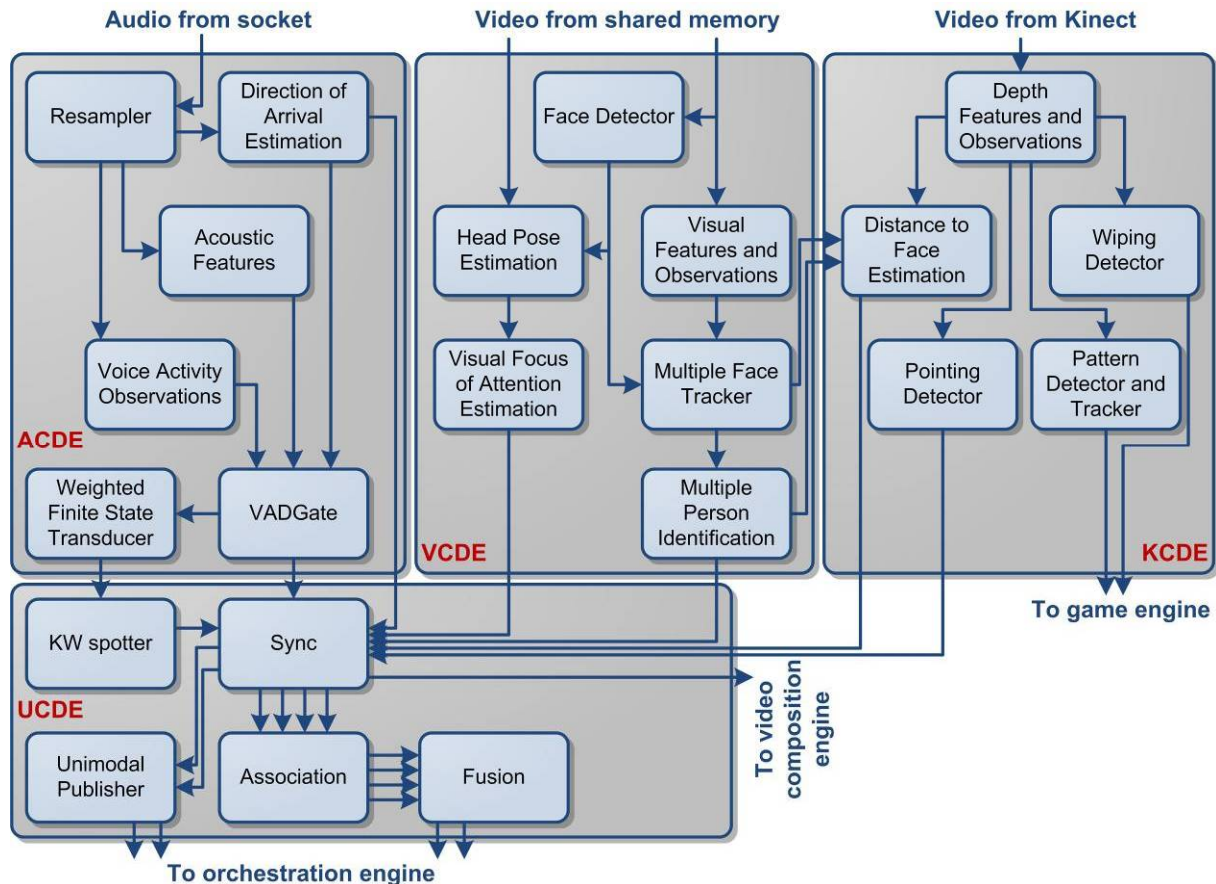 Audio from socket
Video from shared memory
Video from Kinect
Resampler
Direction of
Arrival
Estimation
Acoustic
Features
Voice Activity
Observations
ACDE
Weighted
Finite State
Transducer
VADGate
Face Detector
Head Pose
Estimation
Visual
Features and
Observations
Visual Focus
of Attention
Estimation
Multiple Face
Tracker
Multiple
Person
Identification
VCDE
Depth
Features and
Observations
Distance to
Face
Estimation
Wiping
Detector
Pointing
Detector
Pattern
Detector and
Tracker
KCDE
To game engine
KW spotter
Sync
UCDE
Unimodal
Publisher
Association
Fusion
To video
composition
engine
To orchestration engine